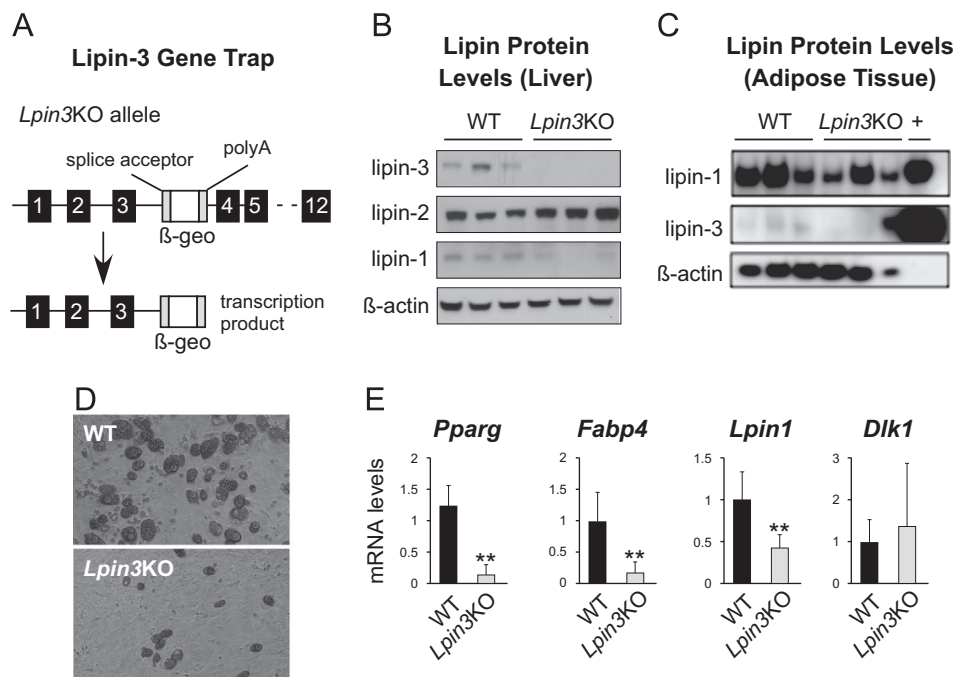 A
Lipin-3 Gene Trap
Lpin3KO allele
splice acceptor
polyA
1 2 3 4 5 12
ß-geo
1 2 3
transcription
product
ß-geo
B
Lipin Protein
Levels (Liver)
WT Lpin3KO
lipin-3
lipin-2
lipin-1
ß-actin
C
Lipin Protein Levels
(Adipose Tissue)
WT Lpin3KO +
lipin-1
lipin-3
ß-actin
D
WT
Lpin3KO
E
mRNA levels
Pparg
2
1.5
1
0.5
0
**
WT
Lpin3KO
Fabp4
2
1.5
1
0.5
0
**
WT
Lpin3KO
Lpin1
1.5
1
0.5
0
**
WT
Lpin3KO
Dlk1
3
2
1
0
WT
Lpin3KO